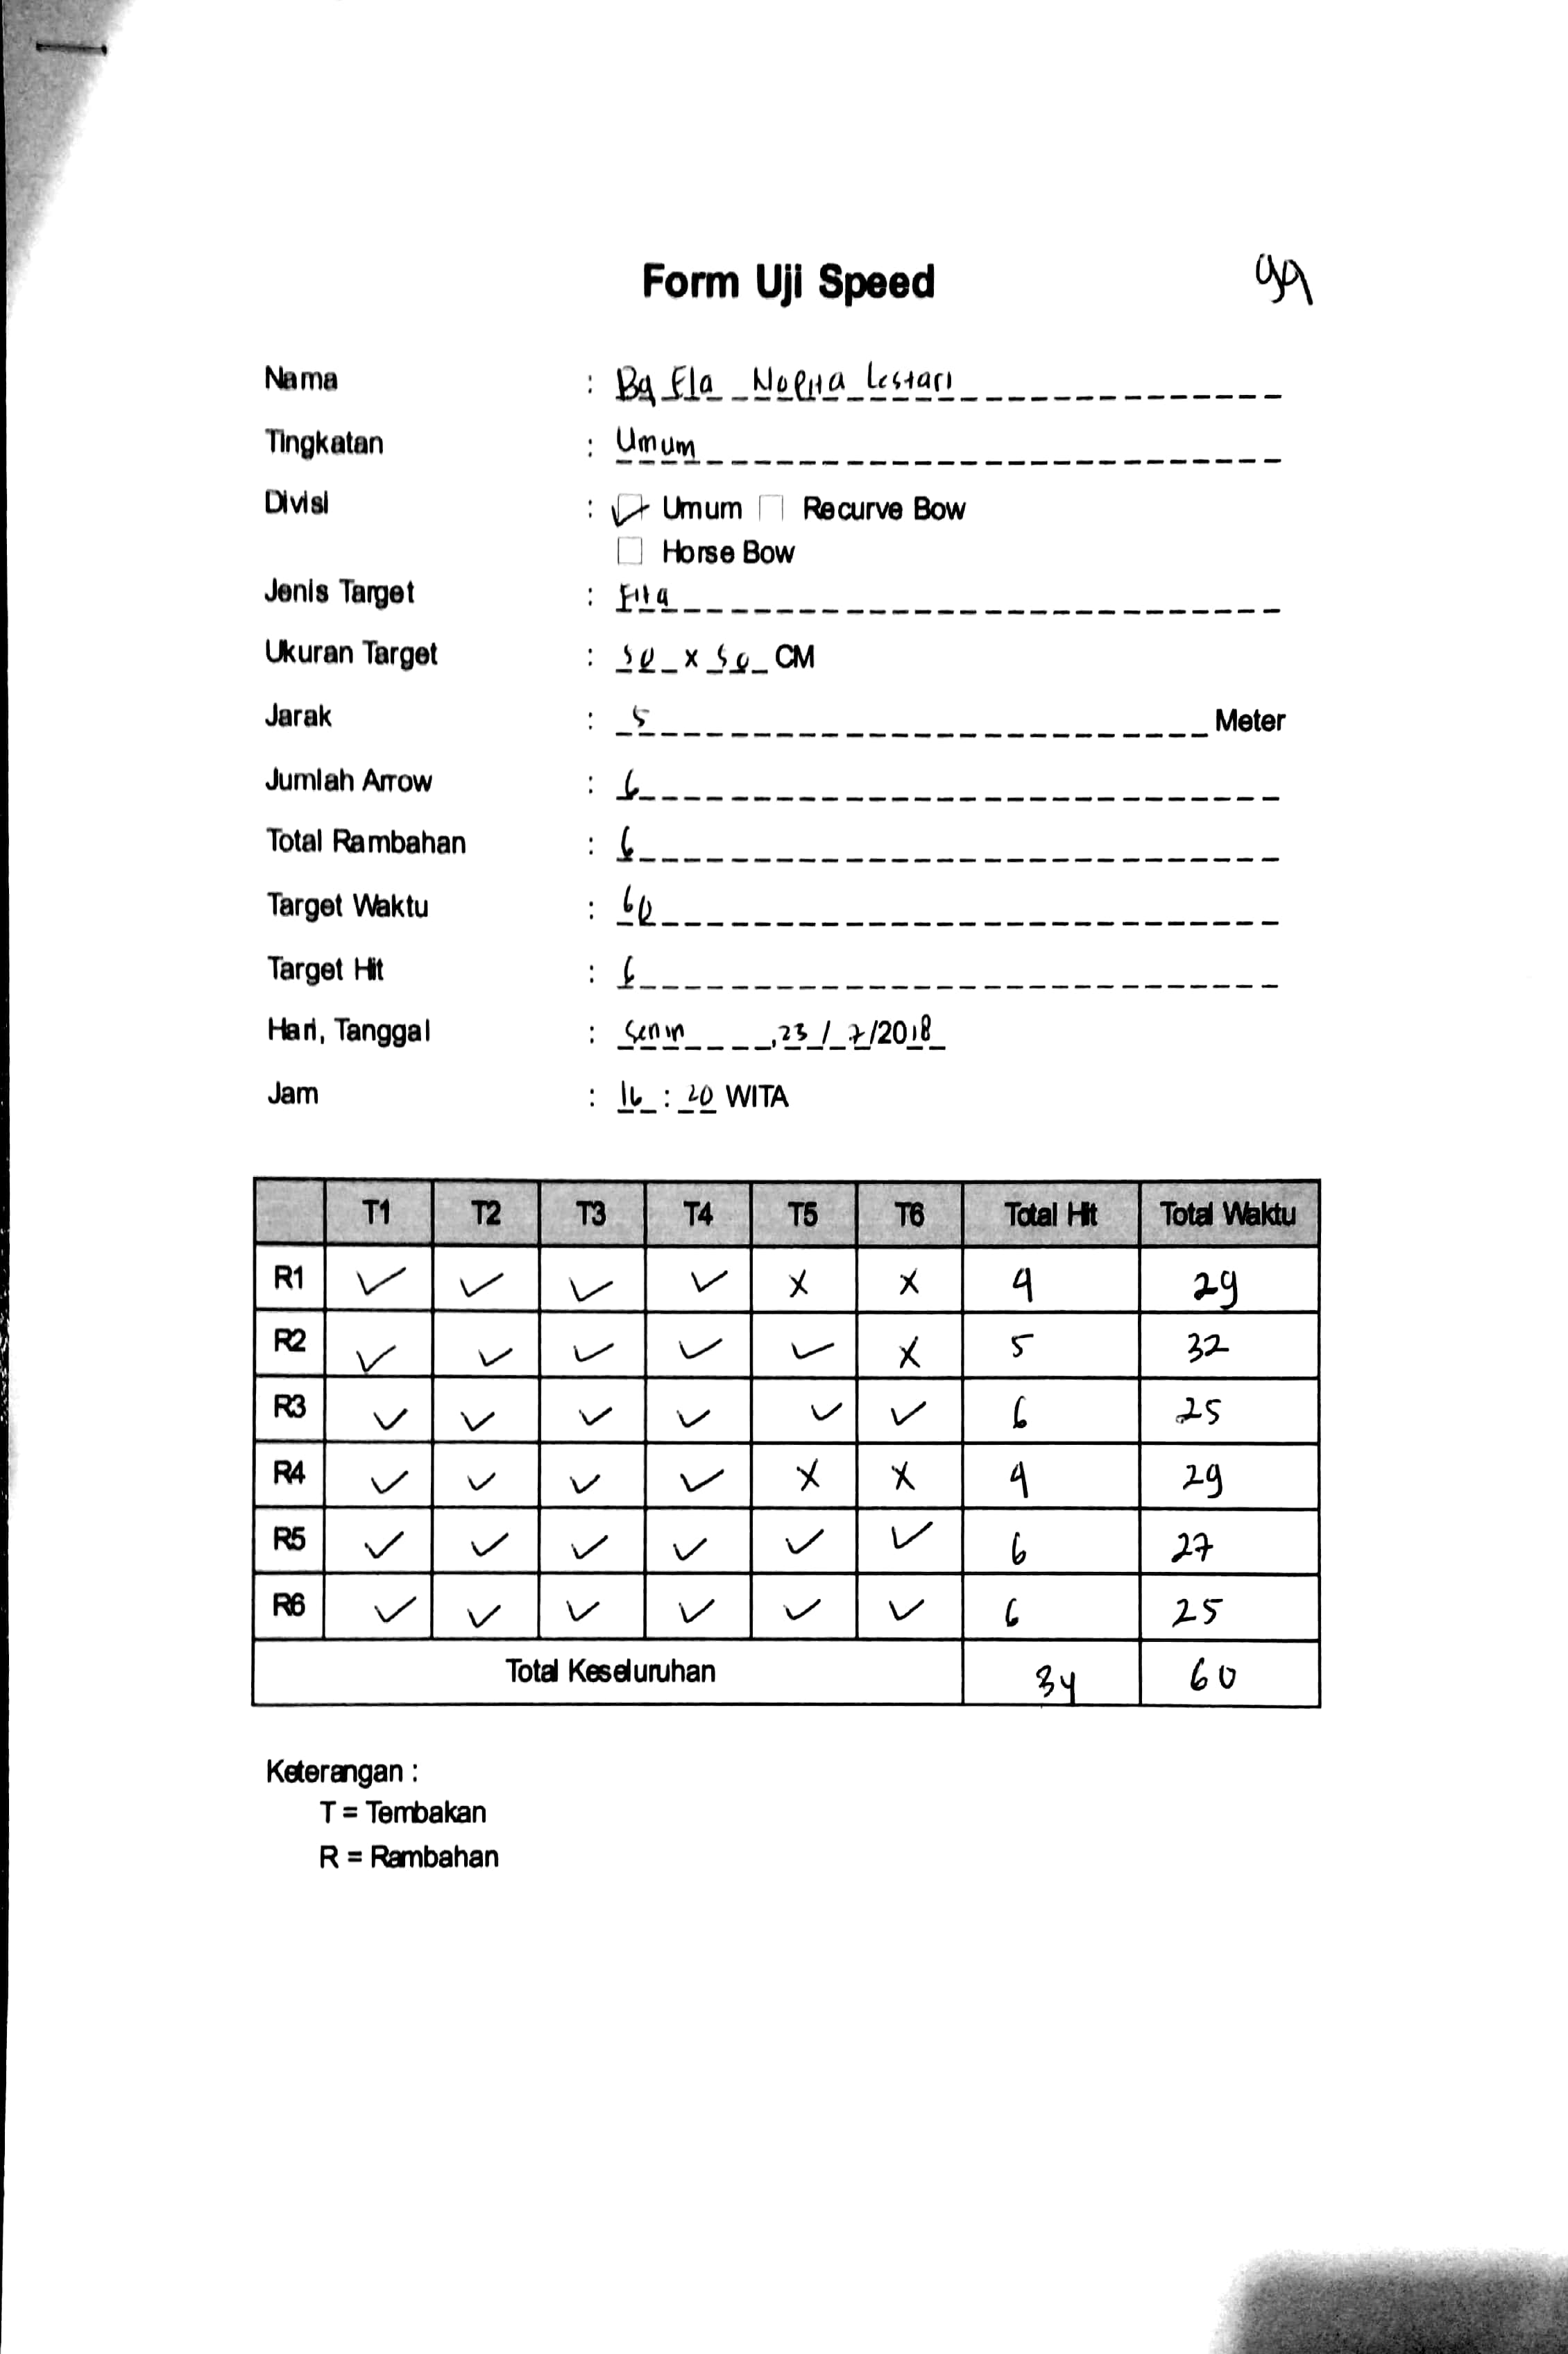 Form Uji Speed
Nama : Bq Ela Nopita Lestari
Tingkatan : Umum
Divisi : ✓ Umum ☐ Recurve Bow
☐ Horse Bow
Jenis Target : Fita
Ukuran Target : 50 x 50 CM
Jarak : 5 Meter
Jumlah Arrow : 6
Total Rambahan : 6
Target Waktu : 60
Target Hit : 6
Hari, Tanggal : Senin, 23/7/2018
Jam : 16 : 20 WITA
T1 T2 T3 T4 T5 T6 Total Hit Total Waktu
R1 ✓ ✓ ✓ ✓ x x 4 29
R2 ✓ ✓ ✓ ✓ ✓ x 5 32
R3 ✓ ✓ ✓ ✓ ✓ ✓ 6 25
R4 ✓ ✓ ✓ ✓ x x 4 29
R5 ✓ ✓ ✓ ✓ ✓ ✓ 6 27
R6 ✓ ✓ ✓ ✓ ✓ ✓ 6 25
Total Keseluruhan 34 60
Keterangan :
T = Tembakan
R = Rambahan